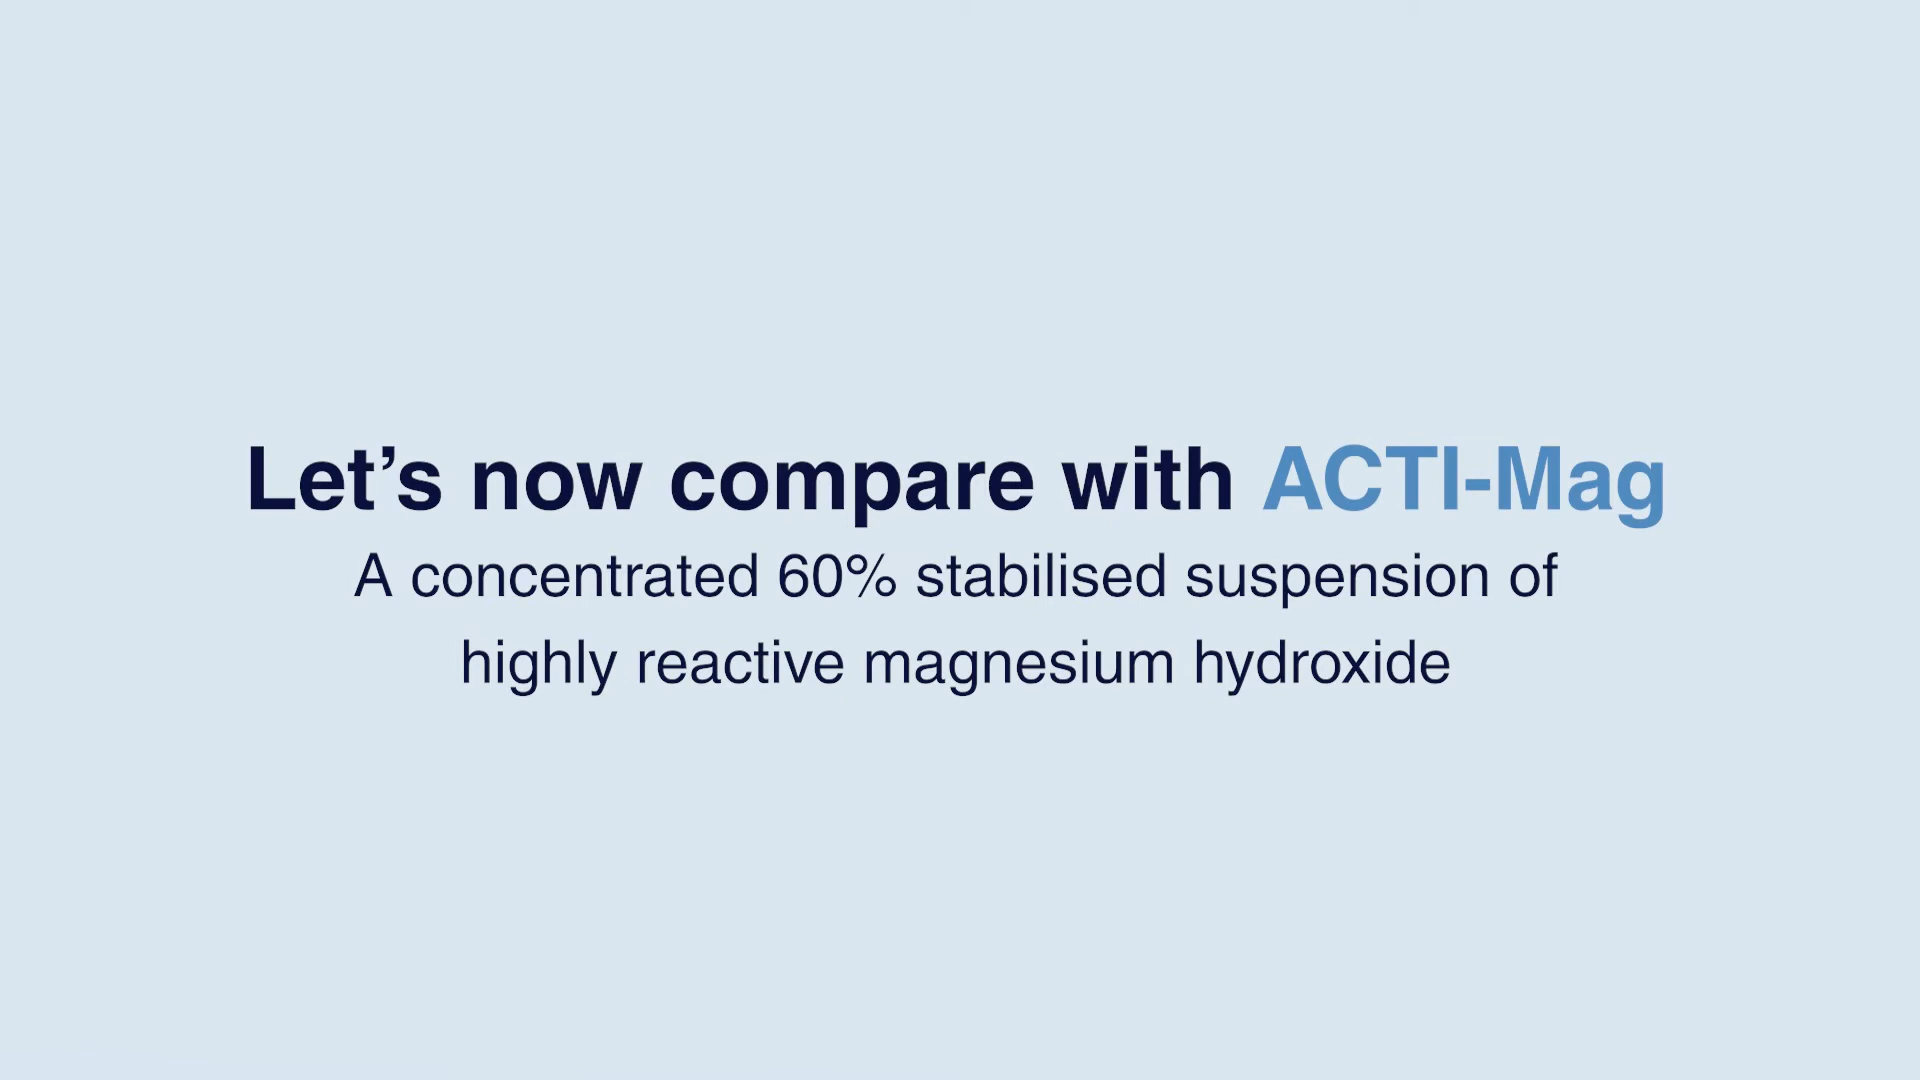 Let’s now compare with ACTI-Mag
A concentrated 60% stabilised suspension of
highly reactive magnesium hydroxide